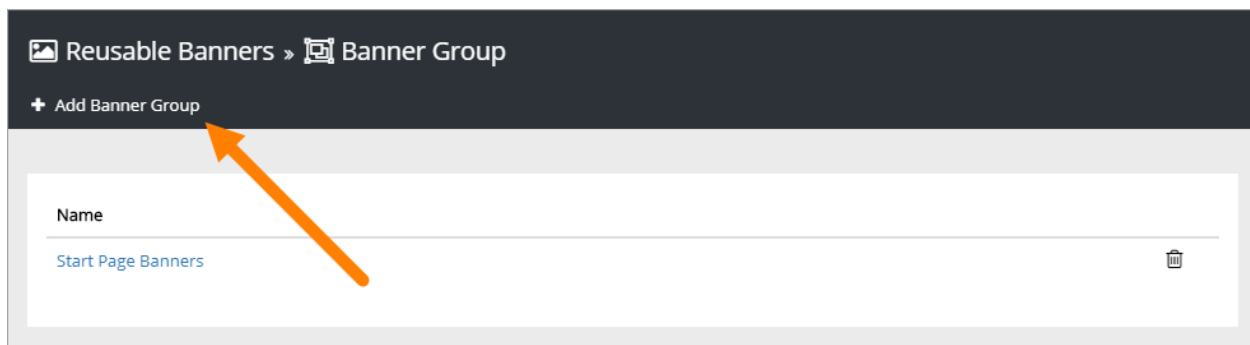 Reusable Banners » Banner Group
+ Add Banner Group
Name
Start Page Banners